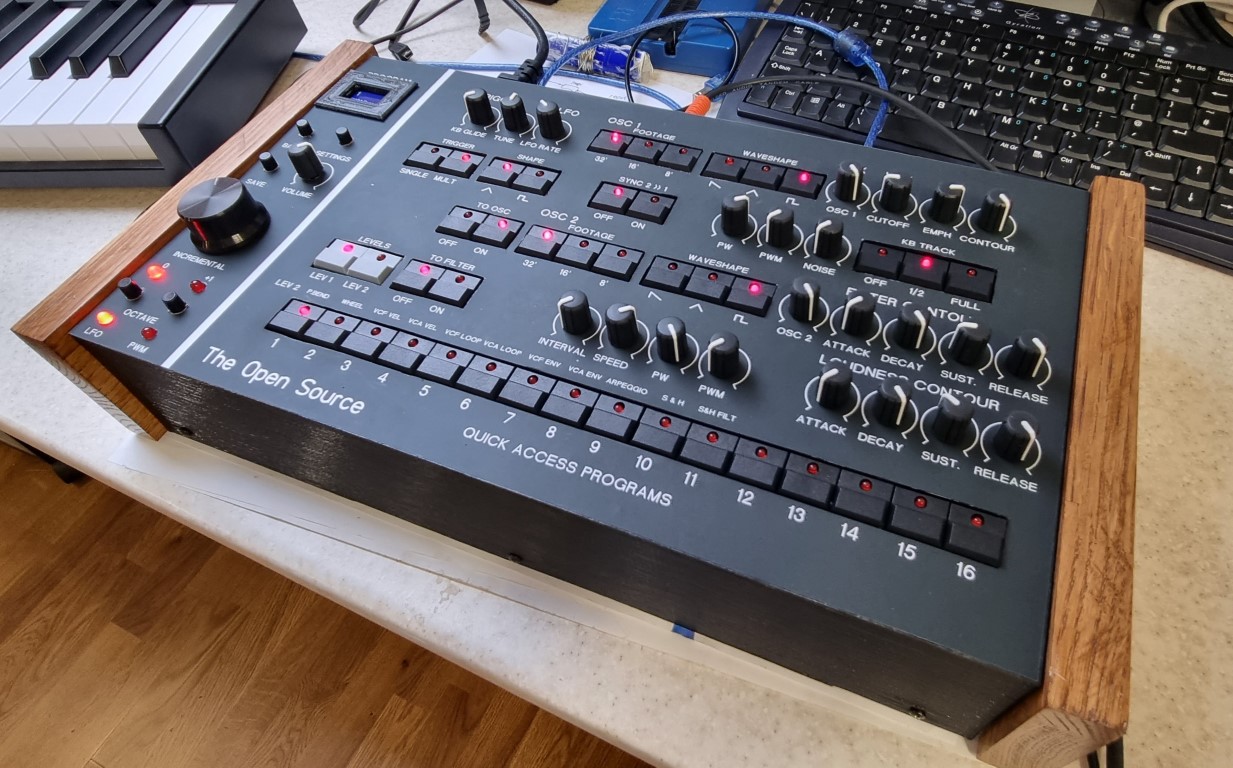 PROGRAM
LFO
KB GLIDE TUNE LFO RATE
OSC 1
FOOTAGE
32' 16' 8'
WAVESHAPE
TRIGGER
SINGLE MULT
SHAPE
SYNC 2 >> 1
OFF ON
OSC 1 CUTOFF EMPH CONTOUR
SAVE
SETTINGS
VOLUME
INCREMENTAL
TO OSC
OFF ON
OSC 2
FOOTAGE
32' 16' 8'
PW PWM NOISE
KB TRACK
OFF 1/2 FULL
LEVELS
LEV 1 LEV 2
TO FILTER
OFF ON
WAVESHAPE
OSC 2 ATTACK DECAY SUST. RELEASE
OCTAVE
+1
LFO
PWM
LEV 2 P.BEND WHEEL VCF VEL VCA VEL VCF LOOP VCA LOOP VCF ENV VCA ENV ARPEGGIO S & H S&H FILT
INTERVAL SPEED PW PWM
LOUDNESS CONTOUR
ATTACK DECAY SUST. RELEASE
1 2 3 4 5 6 7 8 9 10 11 12 13 14 15 16
The Open Source
QUICK ACCESS PROGRAMS